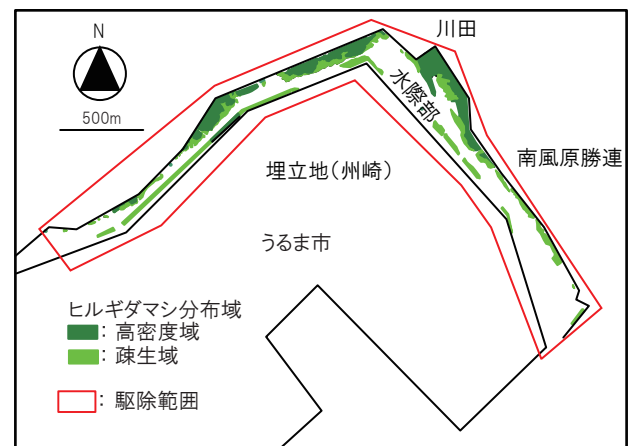 川田
N
500m
水際部
南風原勝連
埋立地(州崎)
うるま市
ヒルギダマシ分布域
：高密度域
：疎生域
：駆除範囲